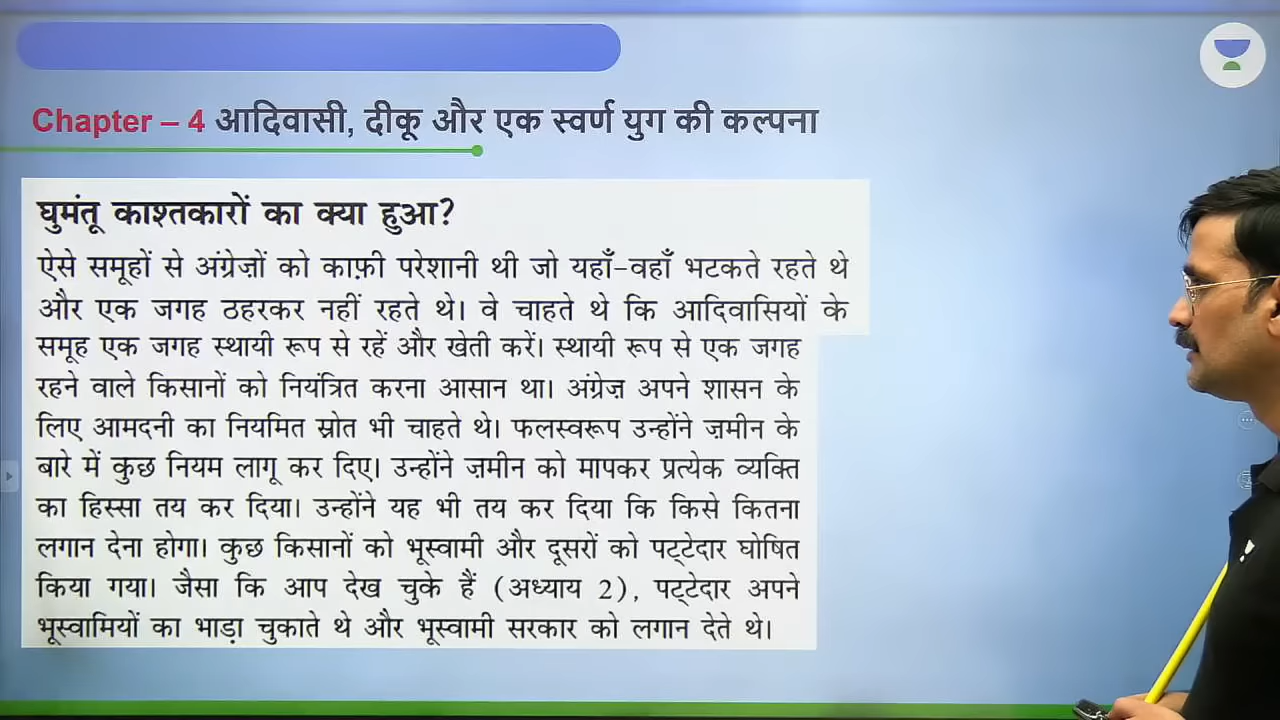 Chapter – 4 आदिवासी, दीकू और एक स्वर्ण युग की कल्पना
घुमंतू काश्तकारों का क्या हुआ?
ऐसे समूहों से अंग्रेज़ों को काफ़ी परेशानी थी जो यहाँ-वहाँ भटकते रहते थे
और एक जगह ठहरकर नहीं रहते थे। वे चाहते थे कि आदिवासियों के
समूह एक जगह स्थायी रूप से रहें और खेती करें। स्थायी रूप से एक जगह
रहने वाले किसानों को नियंत्रित करना आसान था। अंग्रेज़ अपने शासन के
लिए आमदनी का नियमित स्रोत भी चाहते थे। फलस्वरूप उन्होंने ज़मीन के
बारे में कुछ नियम लागू कर दिए। उन्होंने ज़मीन को मापकर प्रत्येक व्यक्ति
का हिस्सा तय कर दिया। उन्होंने यह भी तय कर दिया कि किसे कितना
लगान देना होगा। कुछ किसानों को भूस्वामी और दूसरों को पट्टेदार घोषित
किया गया। जैसा कि आप देख चुके हैं (अध्याय 2), पट्टेदार अपने
भूस्वामियों का भाड़ा चुकाते थे और भूस्वामी सरकार को लगान देते थे।